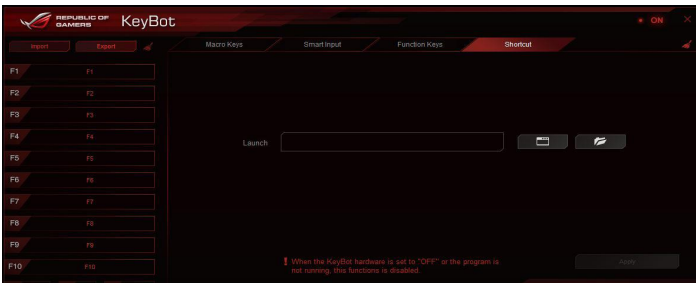 REPUBLIC OF
GAMERS
KeyBot
ON
Import
Export
Macro Keys
Smart Input
Function Keys
Shortcut
F1 F1
F2 F2
F3 F3
F4 F4
F5 F5
F6 F6
F7 F7
F8 F8
F9 F9
F10 F10
Launch
! When the KeyBot hardware is set to "OFF" or the program is
not running, this functions is disabled.
Apply